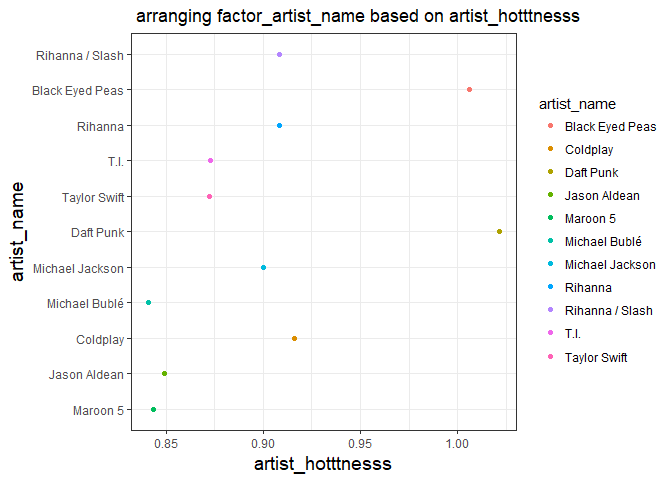 arranging factor_artist_name based on artist_hotttnesss
artist_name
Rihanna / Slash
Black Eyed Peas
Rihanna
T.I.
Taylor Swift
Daft Punk
Michael Jackson
Michael Bublé
Coldplay
Jason Aldean
Maroon 5
0.85 0.90 0.95 1.00
artist_hotttnesss
artist_name
Black Eyed Peas
Coldplay
Daft Punk
Jason Aldean
Maroon 5
Michael Bublé
Michael Jackson
Rihanna
Rihanna / Slash
T.I.
Taylor Swift